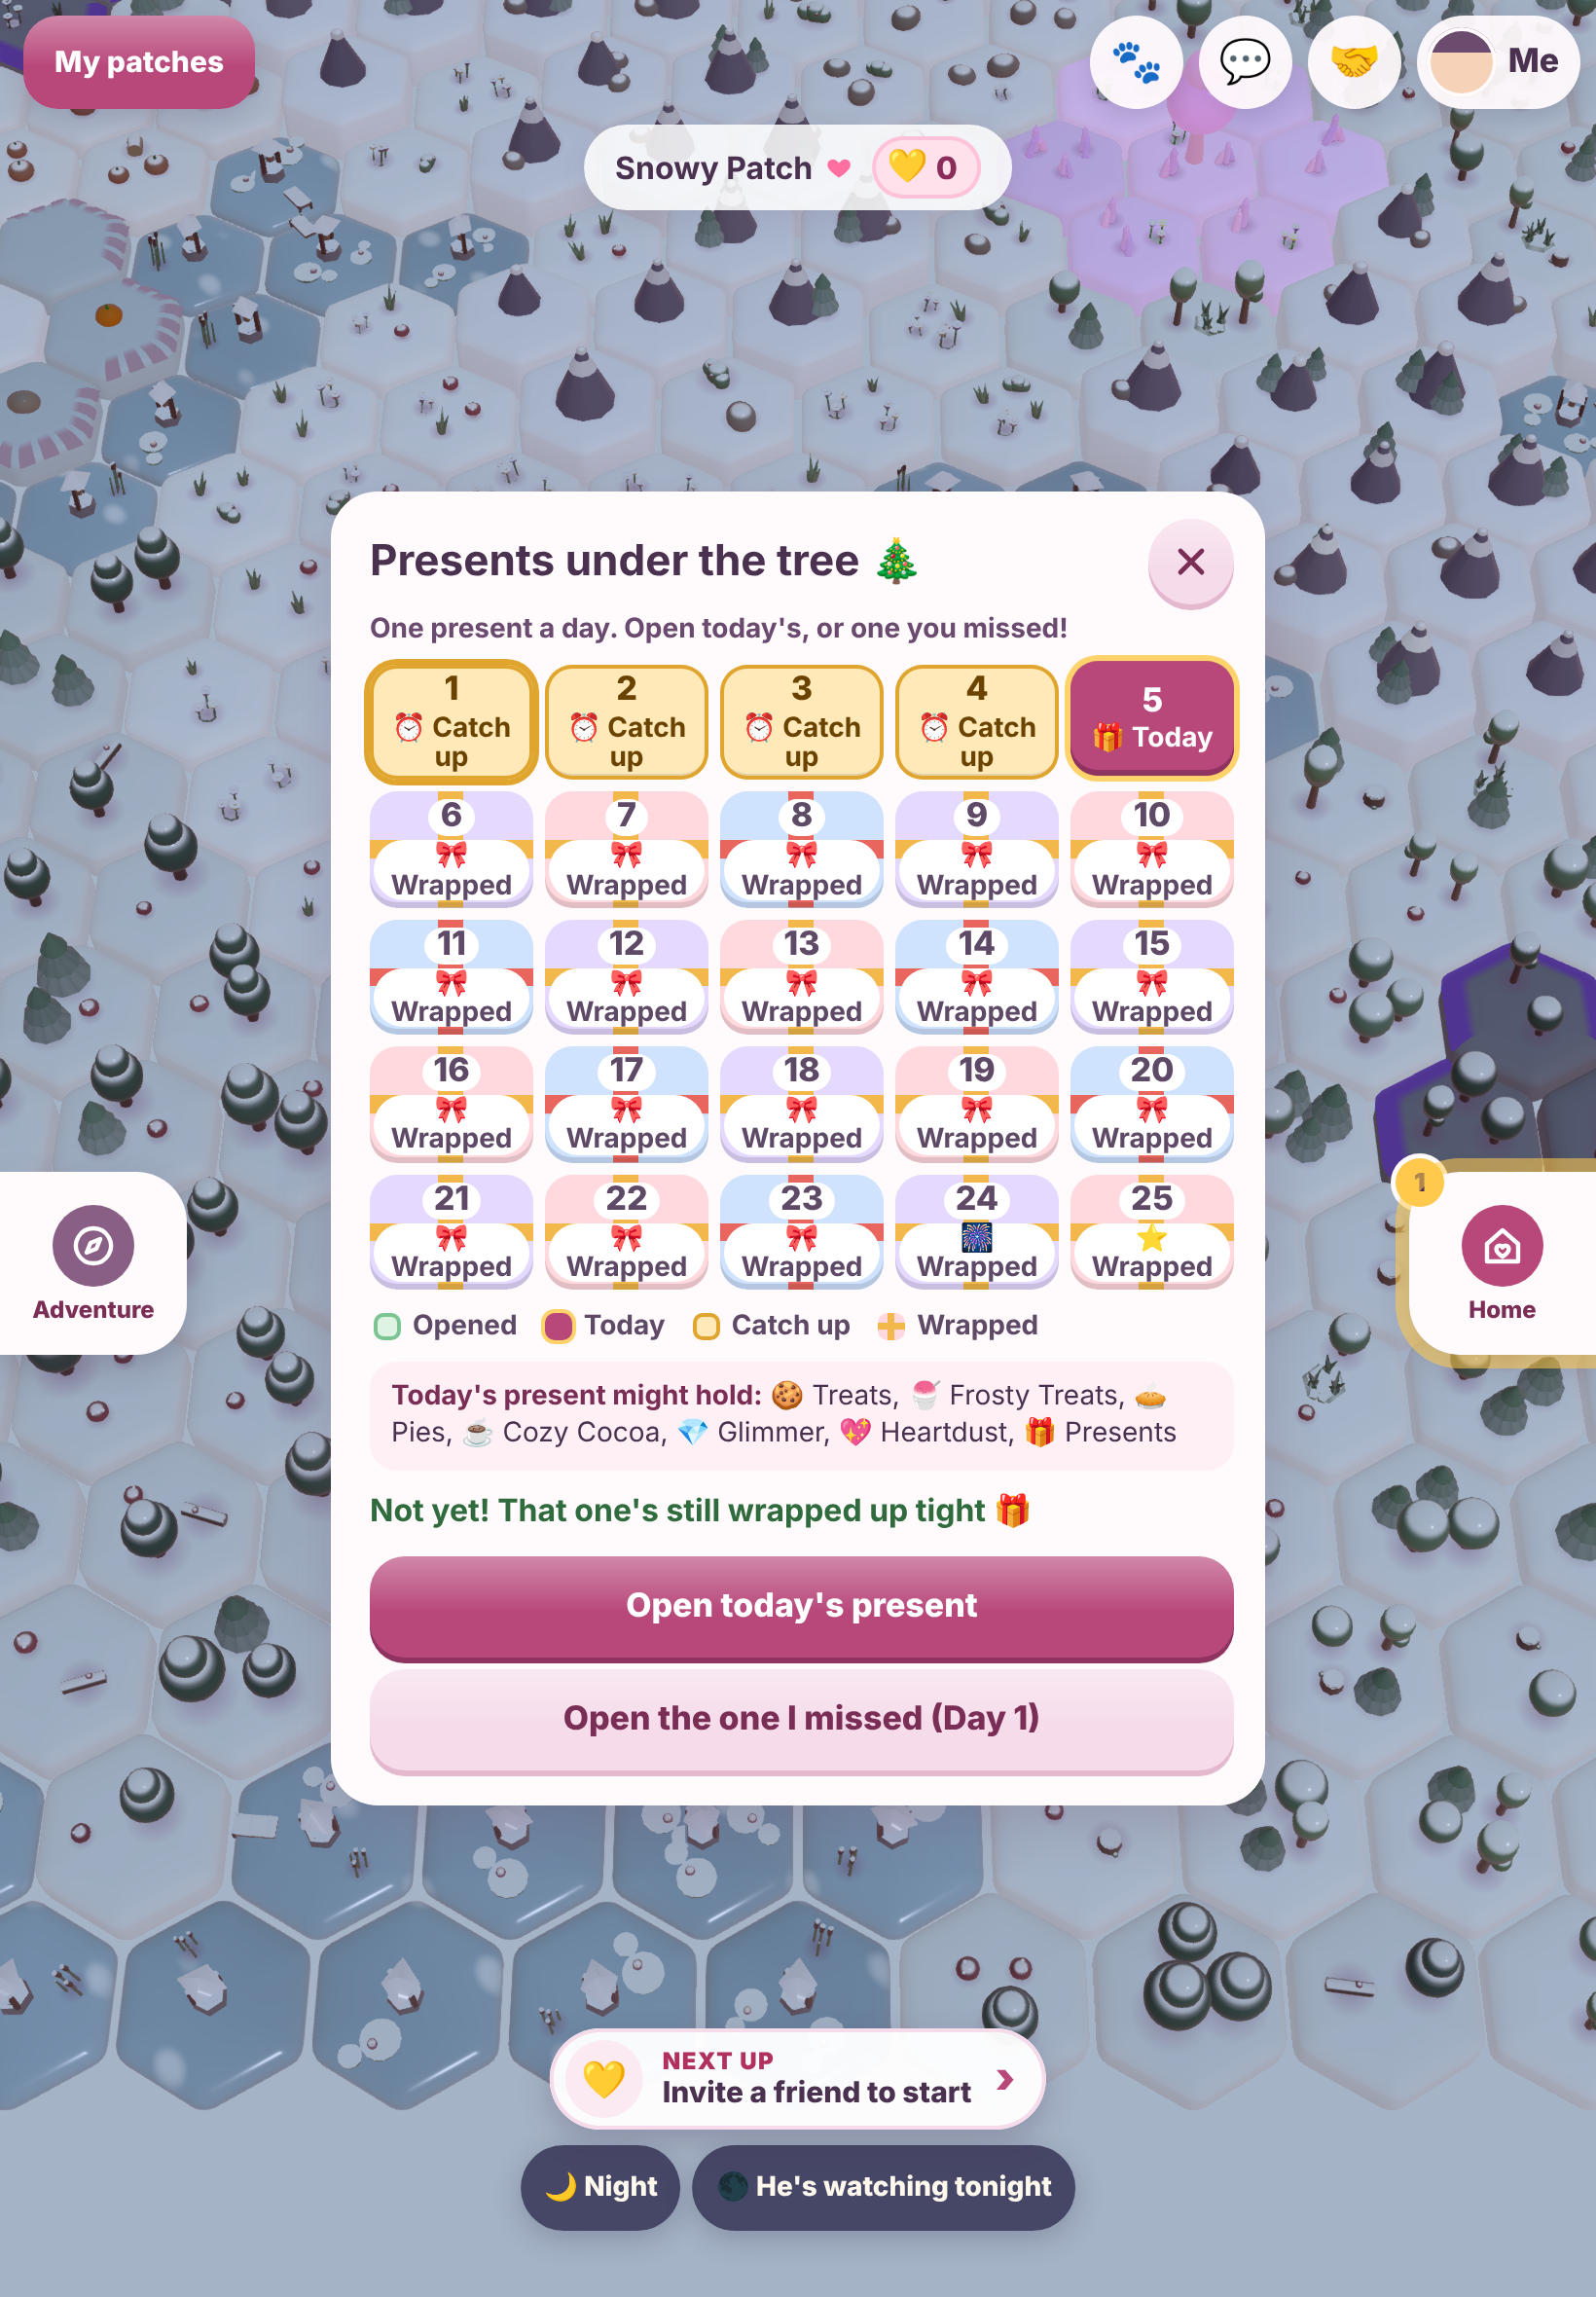 My patches
Me
Snowy Patch
0
Presents under the tree
One present a day. Open today's, or one you missed!
1
Catch
up
2
Catch
up
3
Catch
up
4
Catch
up
5
Today
6
Wrapped
7
Wrapped
8
Wrapped
9
Wrapped
10
Wrapped
11
Wrapped
12
Wrapped
13
Wrapped
14
Wrapped
15
Wrapped
16
Wrapped
17
Wrapped
18
Wrapped
19
Wrapped
20
Wrapped
21
Wrapped
22
Wrapped
23
Wrapped
24
Wrapped
25
Wrapped
Opened Today Catch up Wrapped
Today's present might hold: Treats, Frosty Treats,
Pies, Cozy Cocoa, Glimmer, Heartdust, Presents
Not yet! That one's still wrapped up tight
Open today's present
Open the one I missed (Day 1)
Adventure
1
Home
NEXT UP
Invite a friend to start
Night
He's watching tonight